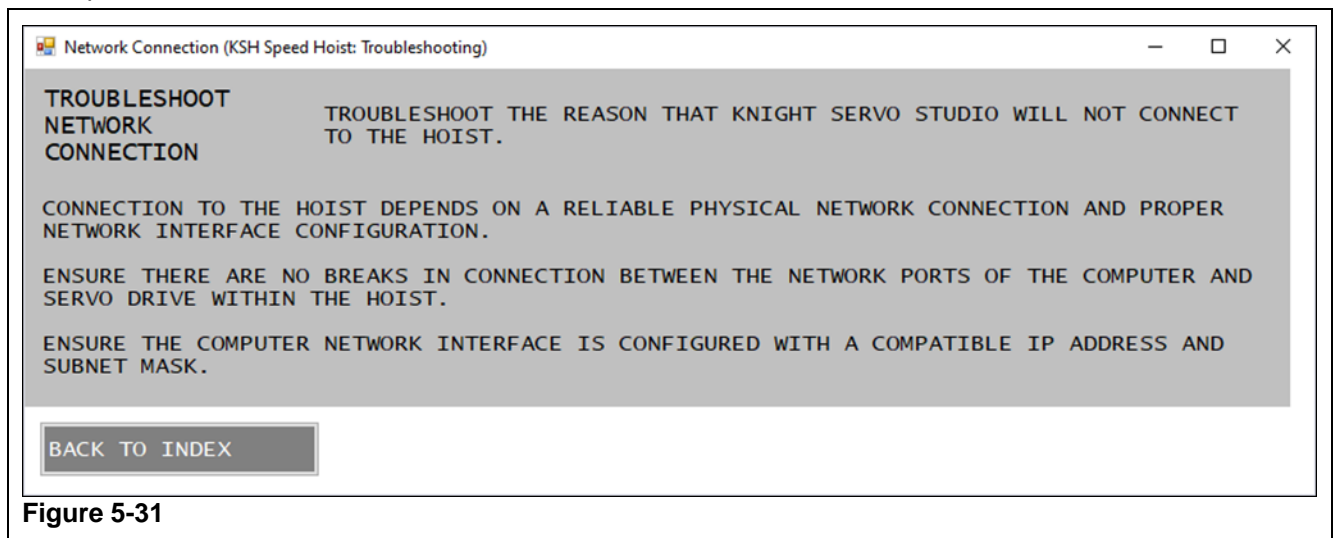 Network Connection (KSH Speed Hoist: Troubleshooting)
TROUBLESHOOT
NETWORK
CONNECTION
TROUBLESHOOT THE REASON THAT KNIGHT SERVO STUDIO WILL NOT CONNECT
TO THE HOIST.
CONNECTION TO THE HOIST DEPENDS ON A RELIABLE PHYSICAL NETWORK CONNECTION AND PROPER
NETWORK INTERFACE CONFIGURATION.
ENSURE THERE ARE NO BREAKS IN CONNECTION BETWEEN THE NETWORK PORTS OF THE COMPUTER AND
SERVO DRIVE WITHIN THE HOIST.
ENSURE THE COMPUTER NETWORK INTERFACE IS CONFIGURED WITH A COMPATIBLE IP ADDRESS AND
SUBNET MASK.
BACK TO INDEX
Figure 5-31